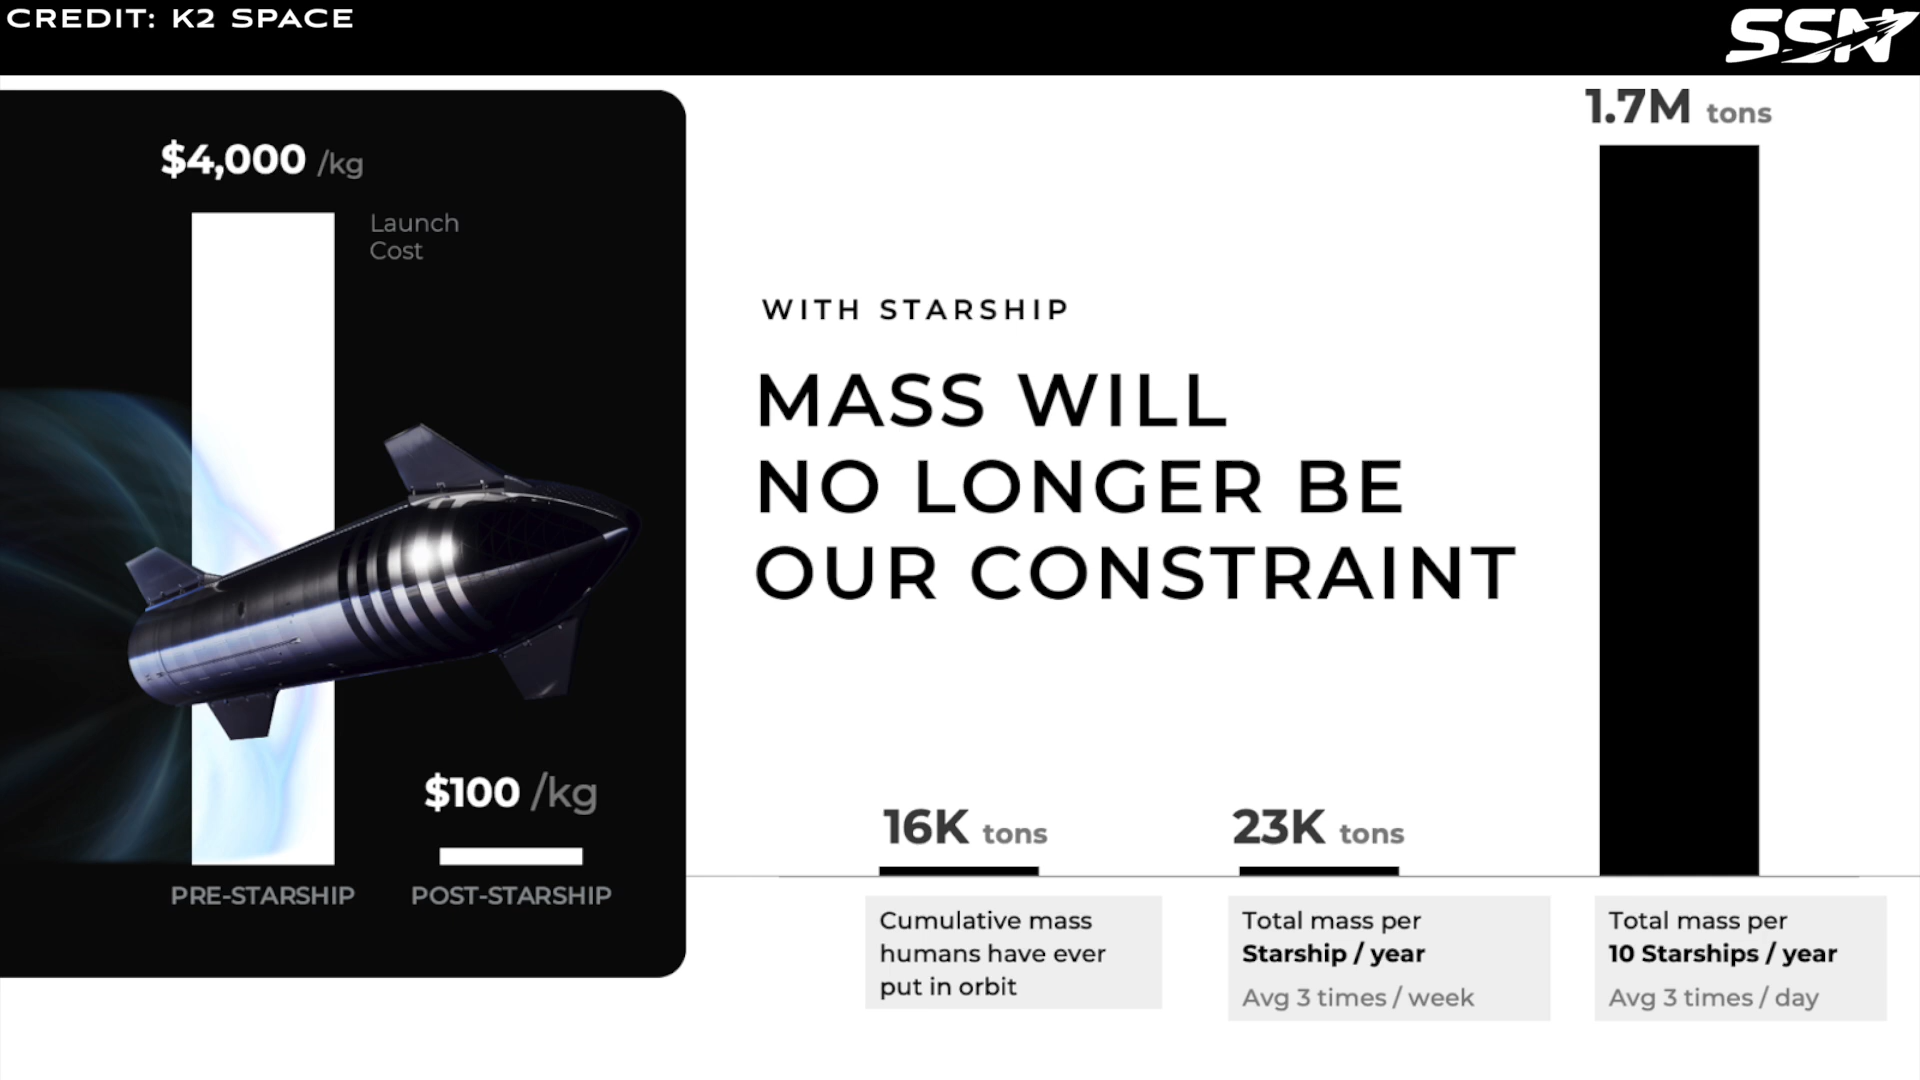 CREDIT: K2 SPACE
SSN
$4,000 /kg
Launch
Cost
$100 /kg
PRE-STARSHIP
POST-STARSHIP
WITH STARSHIP
MASS WILL
NO LONGER BE
OUR CONSTRAINT
16K tons
Cumulative mass
humans have ever
put in orbit
23K tons
Total mass per
Starship / year
Avg 3 times / week
1.7M tons
Total mass per
10 Starships / year
Avg 3 times / day